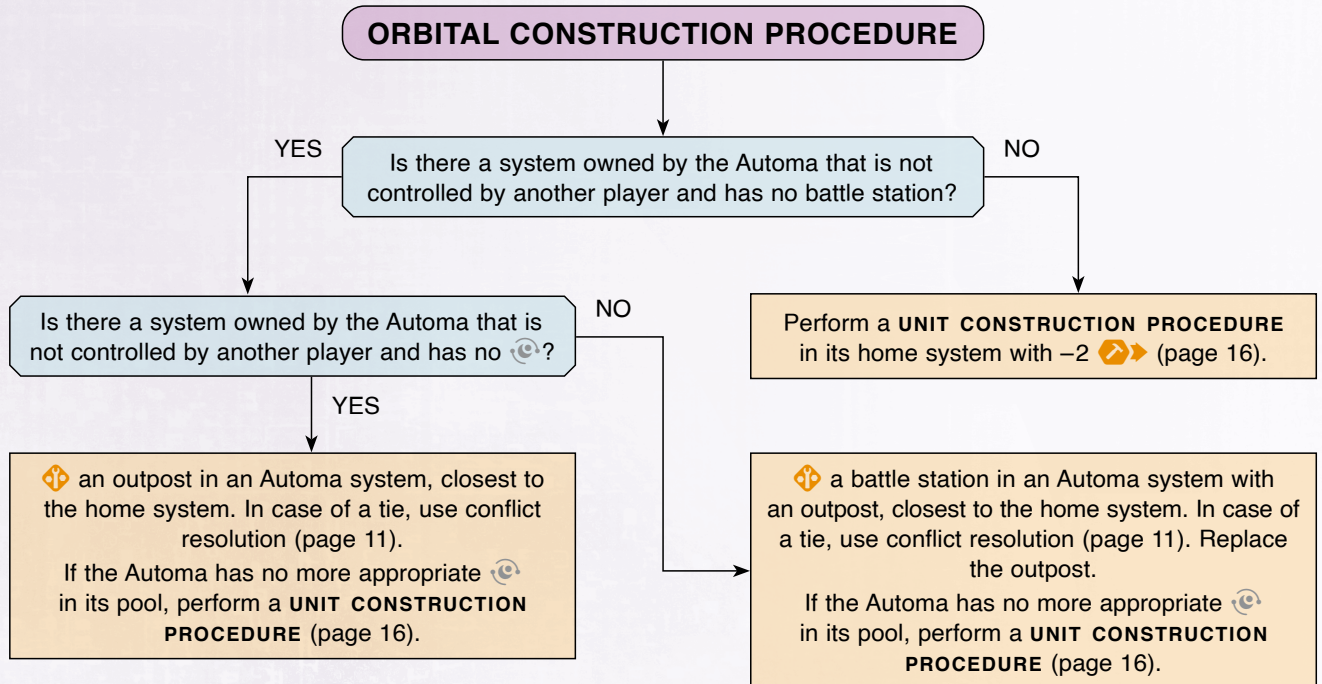 ORBITAL CONSTRUCTION PROCEDURE
YES
Is there a system owned by the Automa that is not
controlled by another player and has no battle station?
NO
Is there a system owned by the Automa that is
not controlled by another player and has no ?
NO
YES
Perform a UNIT CONSTRUCTION PROCEDURE
in its home system with –2 (page 16).
an outpost in an Automa system, closest to
the home system. In case of a tie, use conflict
resolution (page 11).
If the Automa has no more appropriate
in its pool, perform a UNIT CONSTRUCTION
PROCEDURE (page 16).
a battle station in an Automa system with
an outpost, closest to the home system. In case of
a tie, use conflict resolution (page 11). Replace
the outpost.
If the Automa has no more appropriate
in its pool, perform a UNIT CONSTRUCTION
PROCEDURE (page 16).